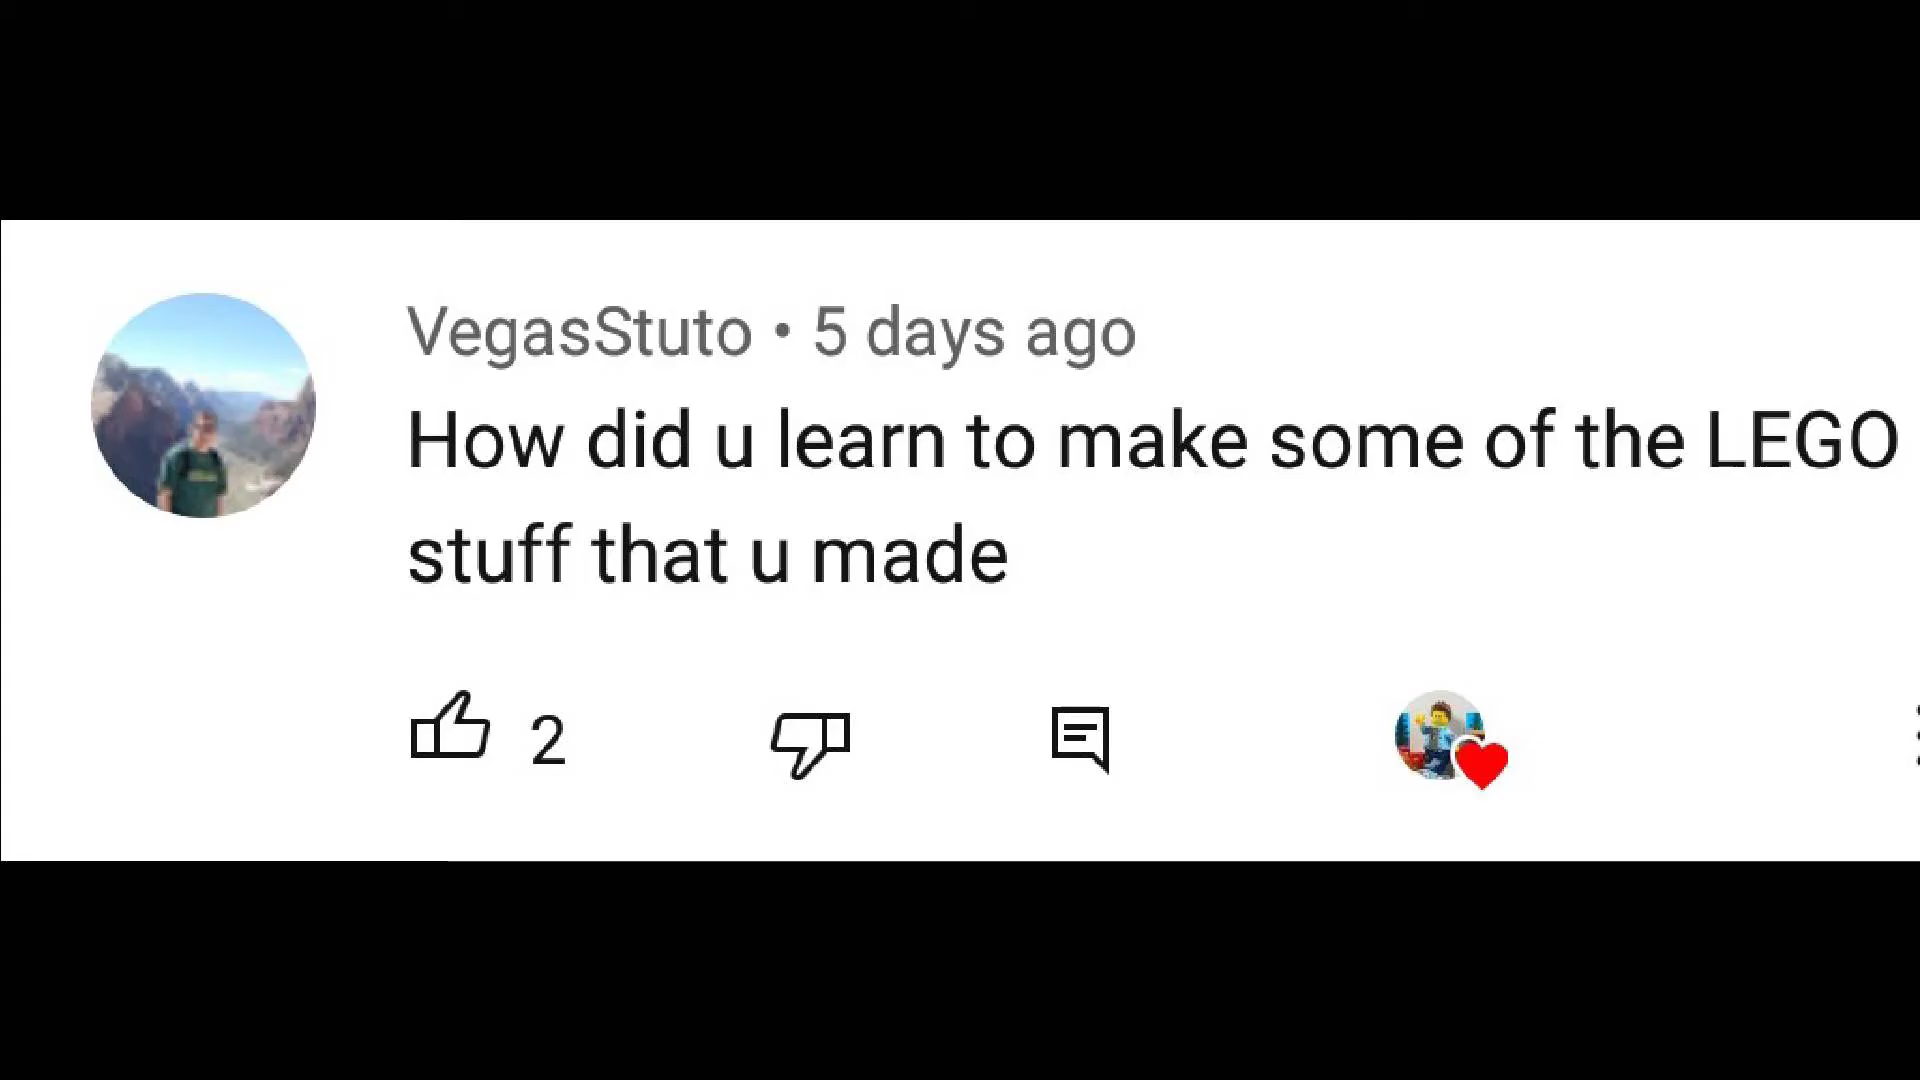 VegasStuto • 5 days ago
How did u learn to make some of the LEGO
stuff that u made
2